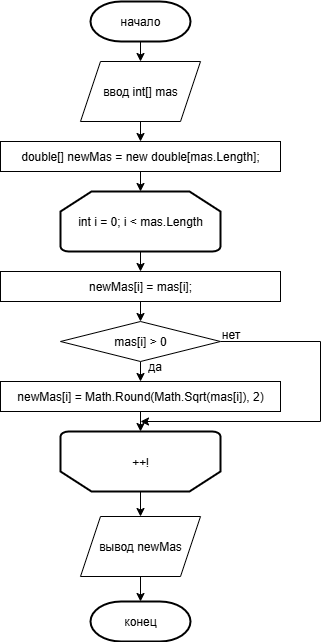 начало
ввод int[] mas
double[] newMas = new double[mas.Length];
int i = 0; i < mas.Length
newMas[i] = mas[i];
mas[i] > 0
нет
да
newMas[i] = Math.Round(Math.Sqrt(mas[i]), 2)
++!
вывод newMas
конец